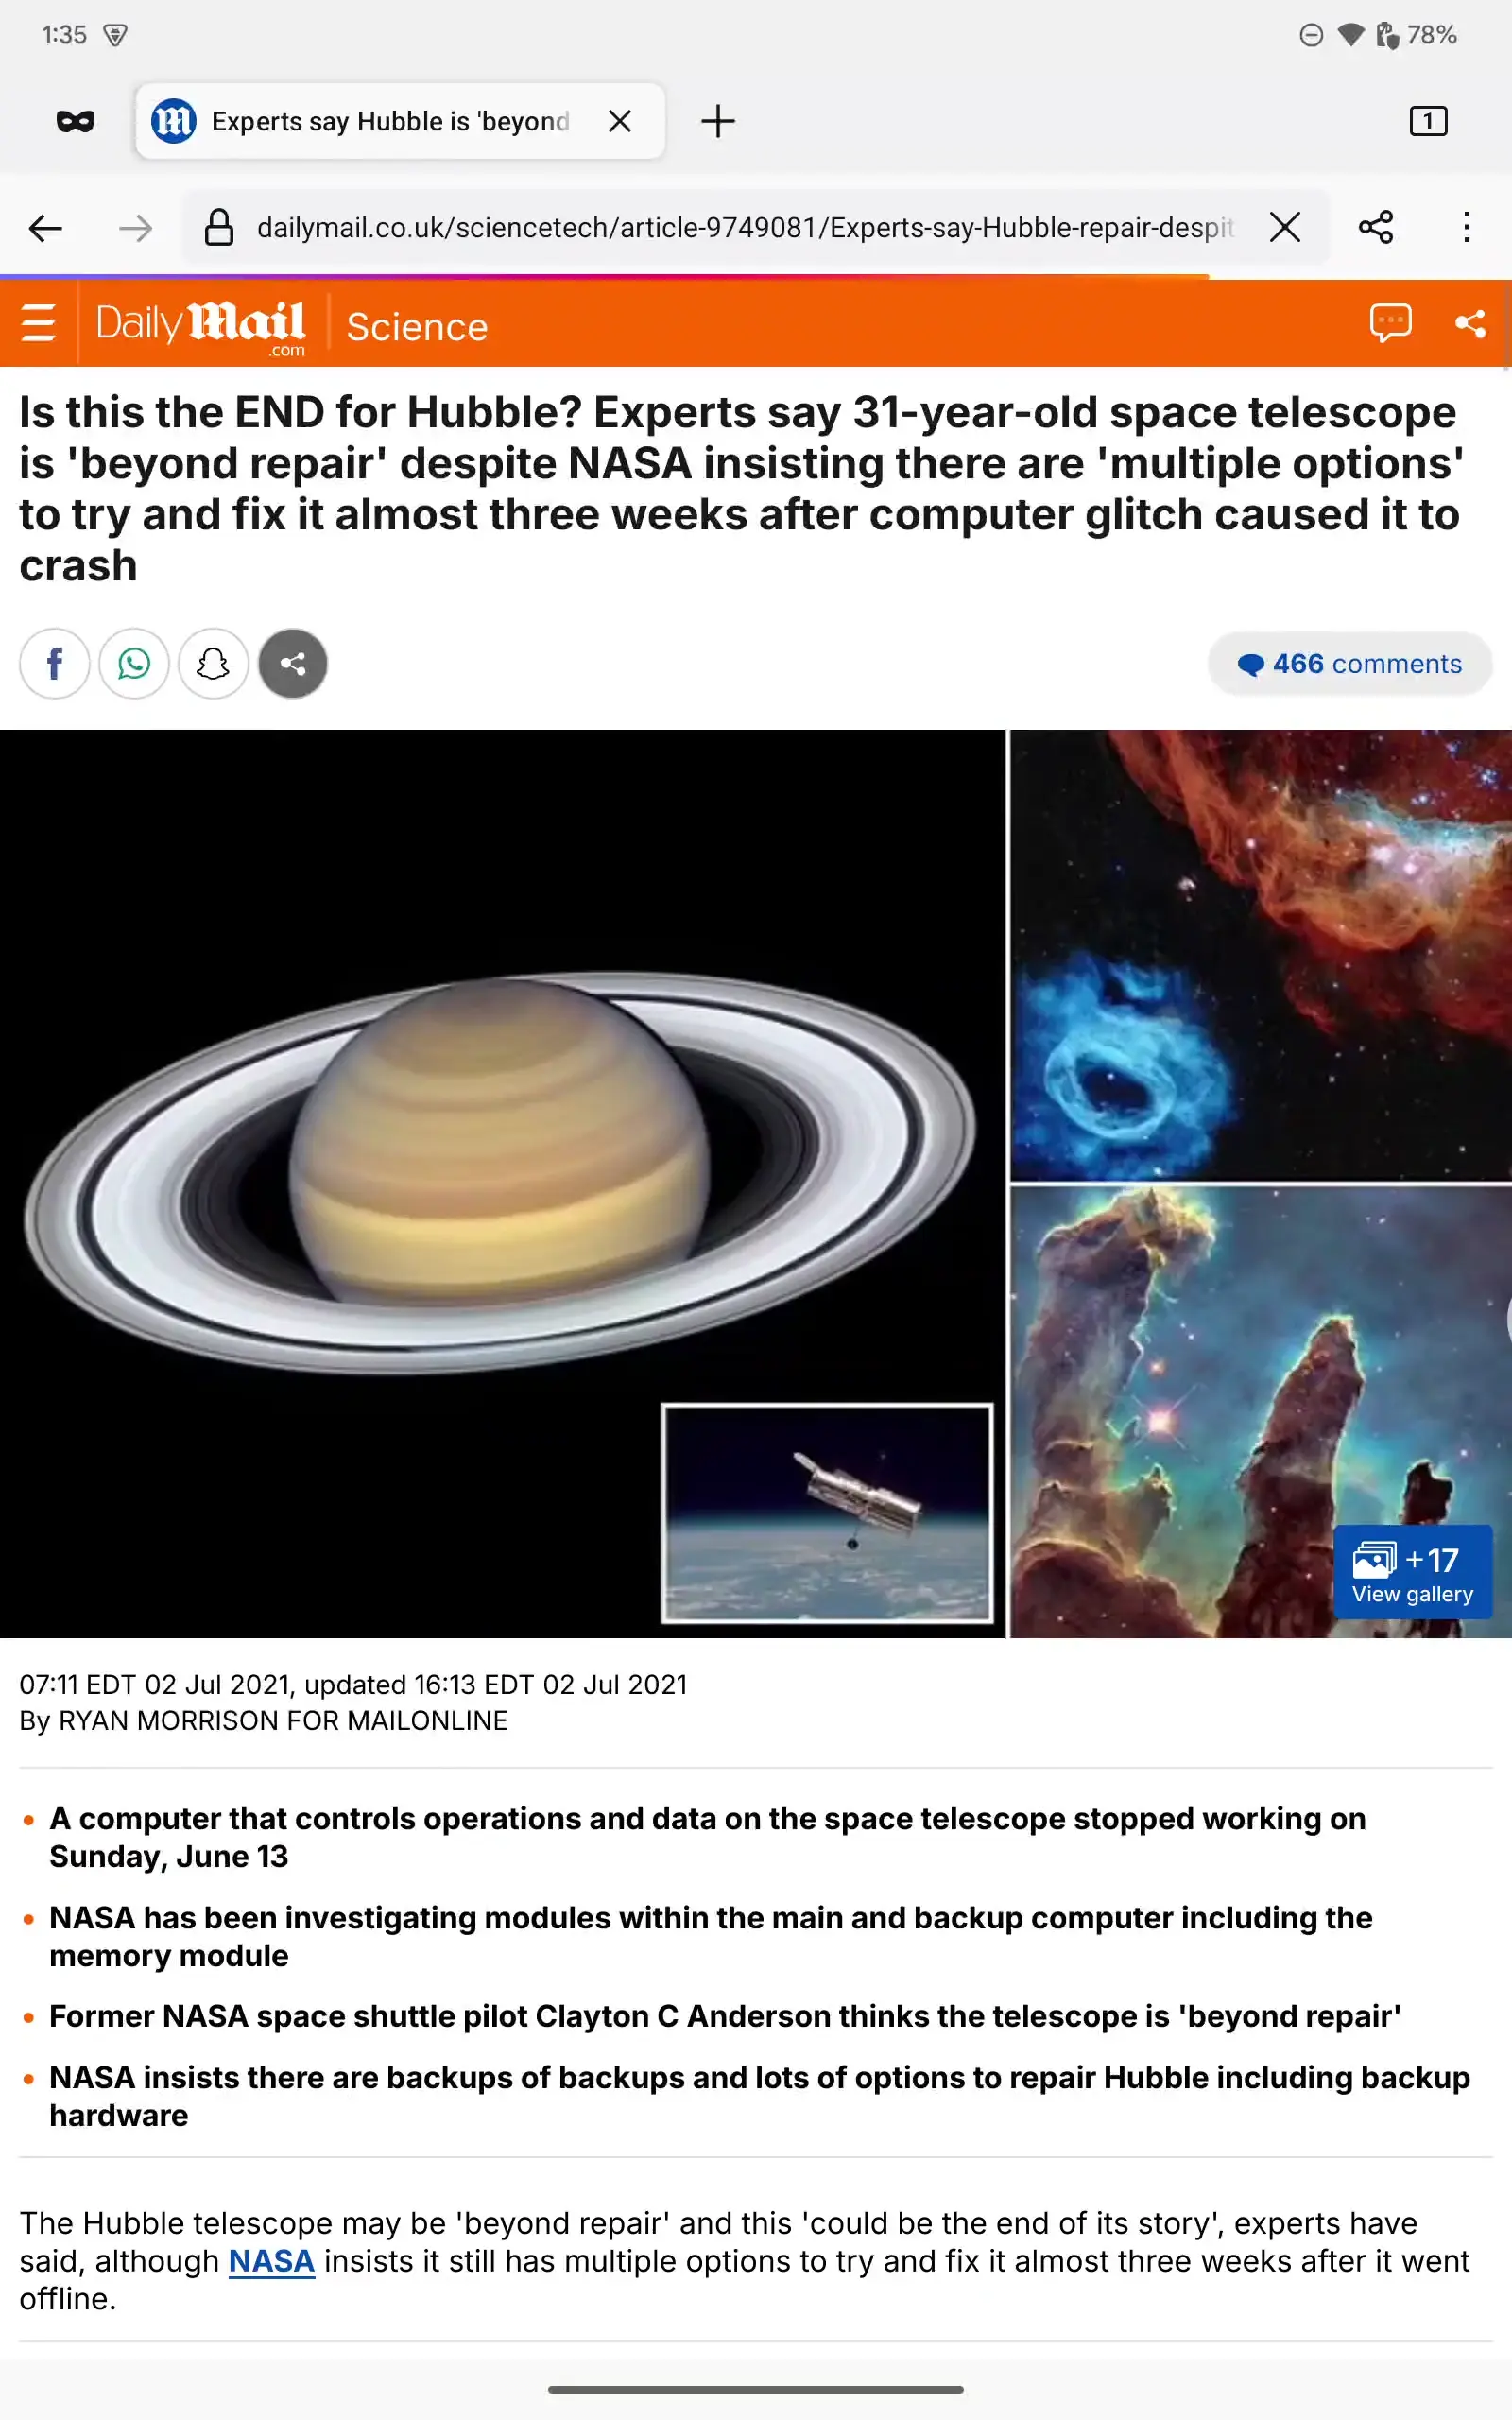 1:35
78%
Experts say Hubble is 'beyond
1
dailymail.co.uk/sciencetech/article-9749081/Experts-say-Hubble-repair-despit
Daily Mail
.com
Science
Is this the END for Hubble? Experts say 31-year-old space telescope
is 'beyond repair' despite NASA insisting there are 'multiple options'
to try and fix it almost three weeks after computer glitch caused it to
crash
466 comments
+17
View gallery
07:11 EDT 02 Jul 2021, updated 16:13 EDT 02 Jul 2021
By RYAN MORRISON FOR MAILONLINE
• A computer that controls operations and data on the space telescope stopped working on
Sunday, June 13
• NASA has been investigating modules within the main and backup computer including the
memory module
• Former NASA space shuttle pilot Clayton C Anderson thinks the telescope is 'beyond repair'
• NASA insists there are backups of backups and lots of options to repair Hubble including backup
hardware
The Hubble telescope may be 'beyond repair' and this 'could be the end of its story', experts have
said, although NASA insists it still has multiple options to try and fix it almost three weeks after it went
offline.